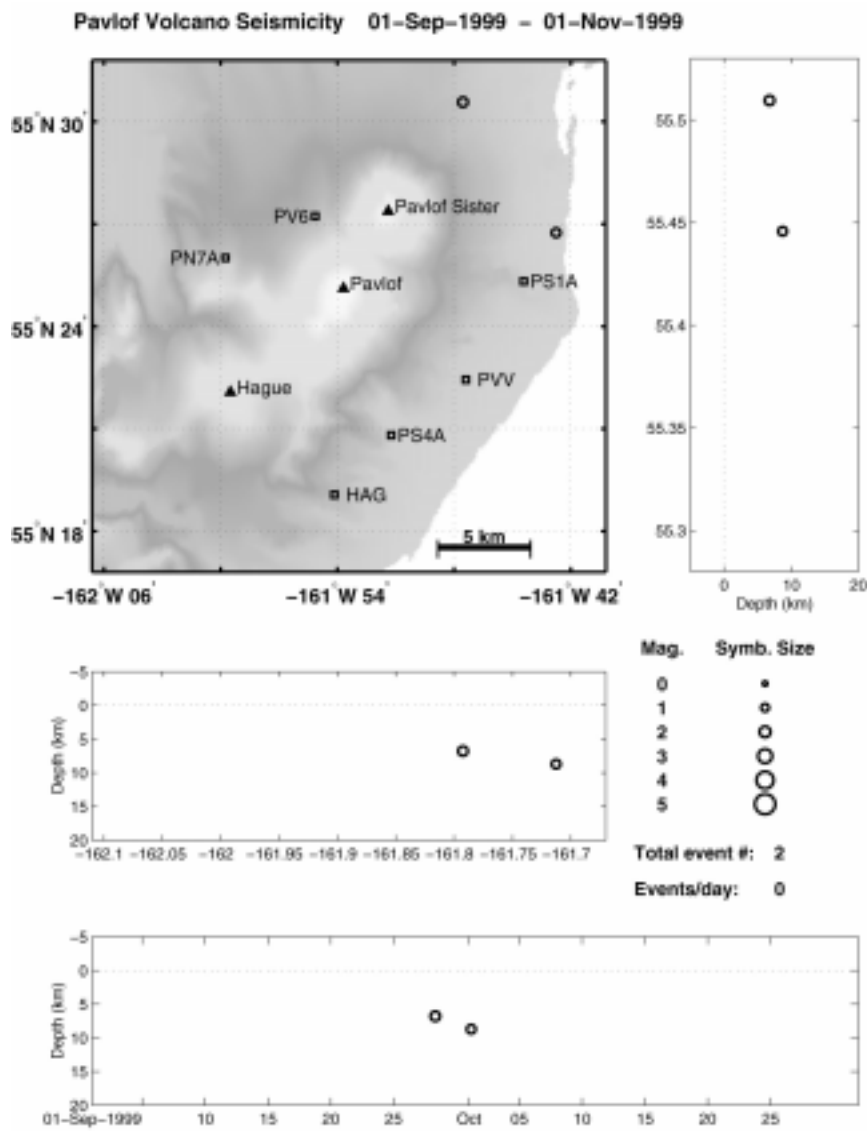 Pavlof Volcano Seismicity 01-Sep-1999 - 01-Nov-1999
55°N 30'
55°N 24'
55°N 18'
Pavlof Sister
PV6
PN7A
Pavlof
PS1A
Hague
PVV
PS4A
HAG
5 km
-162°W 06'
-161°W 54'
-161°W 42'
55.5
55.45
55.4
55.35
55.3
0
10
20
Depth (km)
-5
0
5
10
15
20
Depth (km)
-162.1
-162.05
-162
-161.95
-161.9
-161.85
-161.8
-161.75
-161.7
Mag. Symb. Size
0
1
2
3
4
5
Total event #: 2
Events/day: 0
-5
0
5
10
15
20
Depth (km)
01-Sep-1999
10
15
20
25
Oct
05
10
15
20
25